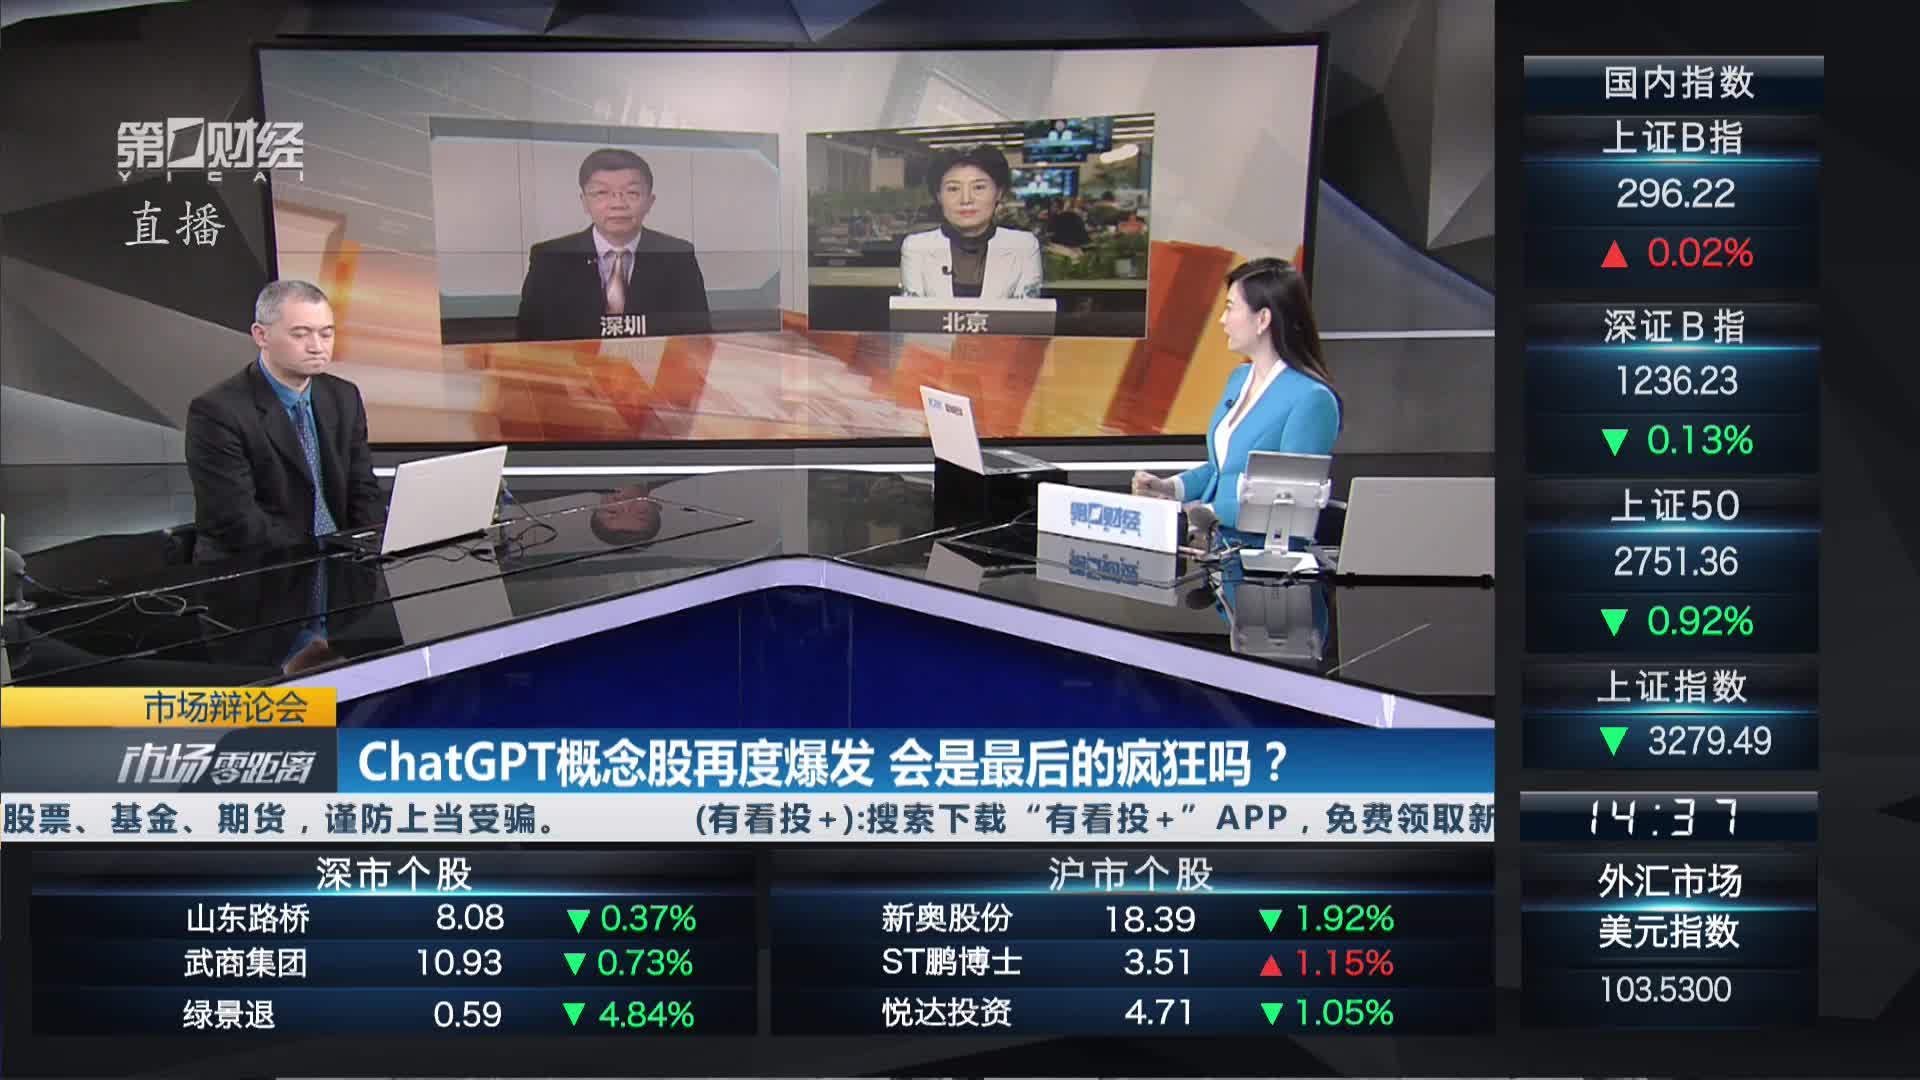 第一财经
YICAI
直播
深圳
北京
第一财经
市场辩论会
市场零距离
ChatGPT概念股再度爆发 会是最后的疯狂吗？
股票、基金、期货，谨防上当受骗。 (有看投+):搜索下载“有看投+”APP，免费领取新
深市个股
山东路桥 8.08 ▼ 0.37%
武商集团 10.93 ▼ 0.73%
绿景退 0.59 ▼ 4.84%
沪市个股
新奥股份 18.39 ▼ 1.92%
ST鹏博士 3.51 ▲ 1.15%
悦达投资 4.71 ▼ 1.05%
国内指数
上证B指
296.22
▲ 0.02%
深证B指
1236.23
▼ 0.13%
上证50
2751.36
▼ 0.92%
上证指数
▼ 3279.49
14:37
外汇市场
美元指数
103.5300